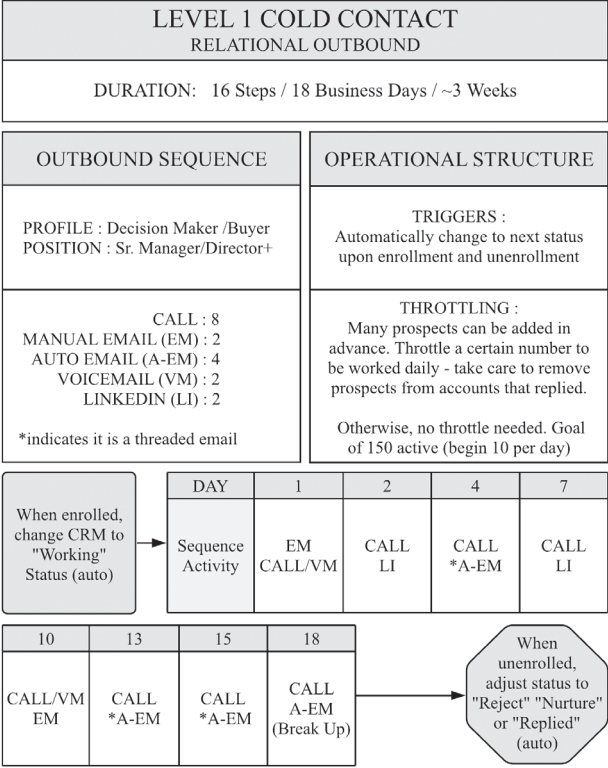 LEVEL 1 COLD CONTACT
RELATIONAL OUTBOUND
DURATION: 16 Steps / 18 Business Days / ~3 Weeks
OUTBOUND SEQUENCE
PROFILE : Decision Maker /Buyer
POSITION : Sr. Manager/Director+
CALL : 8
MANUAL EMAIL (EM) : 2
AUTO EMAIL (A-EM) : 4
VOICEMAIL (VM) : 2
LINKEDIN (LI) : 2
*indicates it is a threaded email
OPERATIONAL STRUCTURE
TRIGGERS :
Automatically change to next status
upon enrollment and unenrollment
THROTTLING :
Many prospects can be added in
advance. Throttle a certain number to
be worked daily - take care to remove
prospects from accounts that replied.
Otherwise, no throttle needed. Goal
of 150 active (begin 10 per day)
When enrolled,
change CRM to
"Working"
Status (auto)
DAY 1 2 4 7
Sequence
Activity
EM
CALL/VM
CALL
LI
CALL
*A-EM
CALL
LI
10 13 15 18
CALL/VM
EM
CALL
*A-EM
CALL
*A-EM
CALL
A-EM
(Break Up)
When
unenrolled,
adjust status to
"Reject" "Nurture"
or "Replied"
(auto)